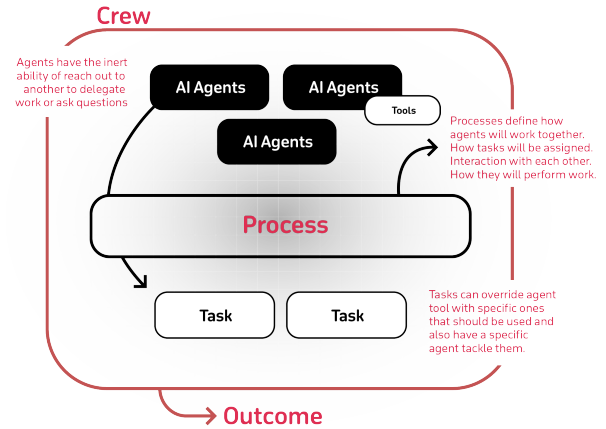 Crew
Agents have the inert
ability of reach out to
another to delegate
work or ask questions
AI Agents
AI Agents
Tools
AI Agents
Processes define how
agents will work together.
How tasks will be assigned.
Interaction with each other.
How they will perform work.
Process
Task
Task
Tasks can override agent
tool with specific ones
that should be used and
also have a specific
agent tackle them.
Outcome